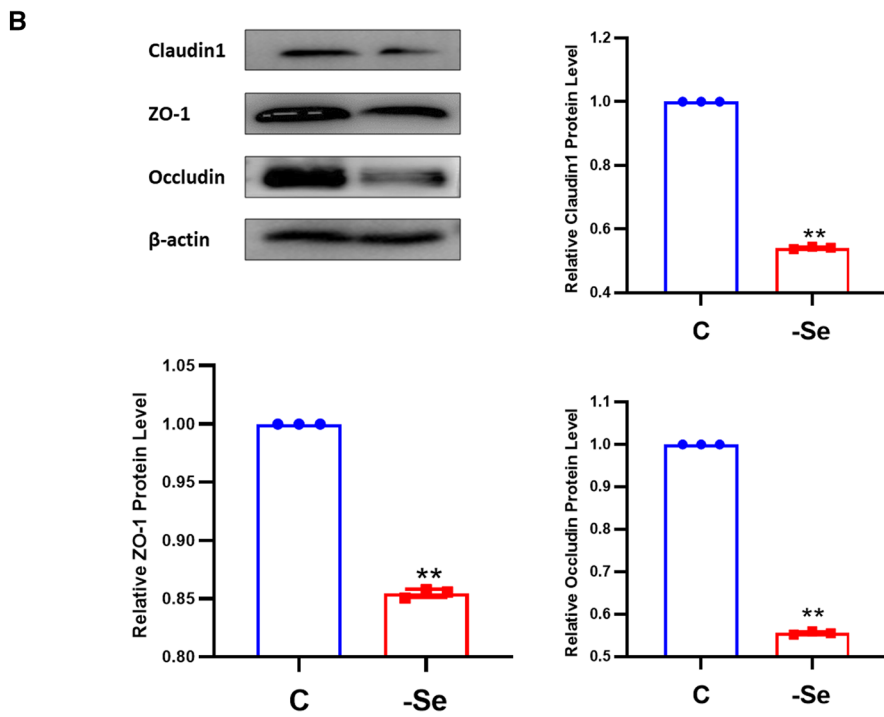 B
Claudin1
ZO-1
Occludin
β-actin
Relative Claudin1 Protein Level
1.2
1.0
0.8
0.6
0.4
**
C
-Se
Relative ZO-1 Protein Level
1.05
1.00
0.95
0.90
0.85
0.80
**
C
-Se
Relative Occludin Protein Level
1.1
1.0
0.9
0.8
0.7
0.6
0.5
**
C
-Se